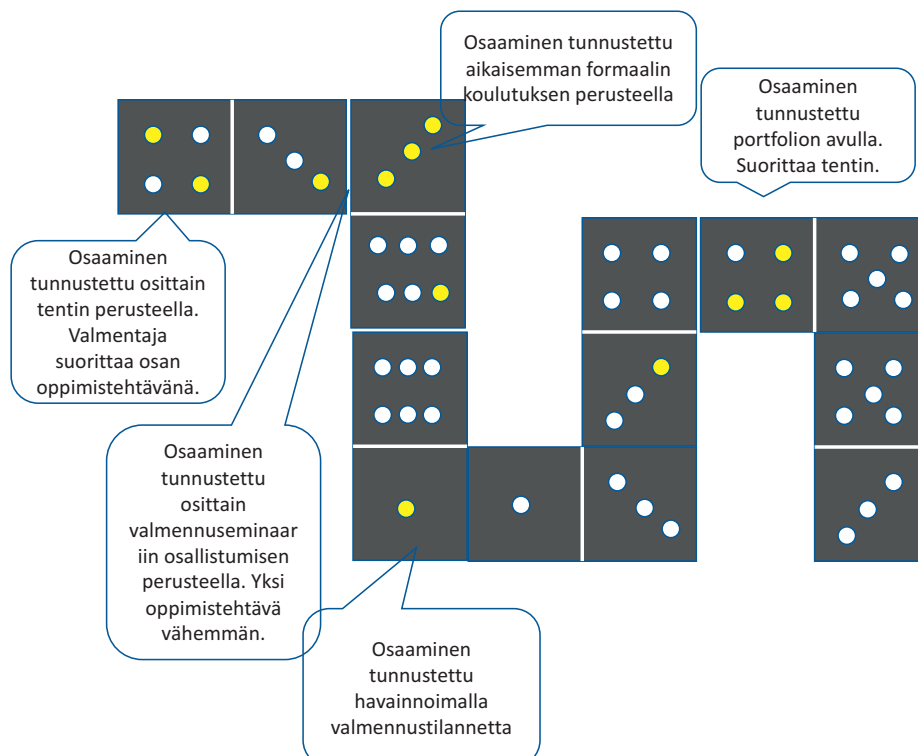 Osaaminen tunnustettu
aikaisemman formaalin
koulutuksen perusteella
Osaaminen
tunnustettu
portfolion avulla.
Suorittaa tentin.
Osaaminen
tunnustettu osittain
tentin perusteella.
Valmentaja
suorittaa osan
oppimistehtävänä.
Osaaminen
tunnustettu
osittain
valmennuseminaar
iin osallistumisen
perusteella. Yksi
oppimistehtävä
vähemmän.
Osaaminen
tunnustettu
havainnoimalla
valmennustilannetta